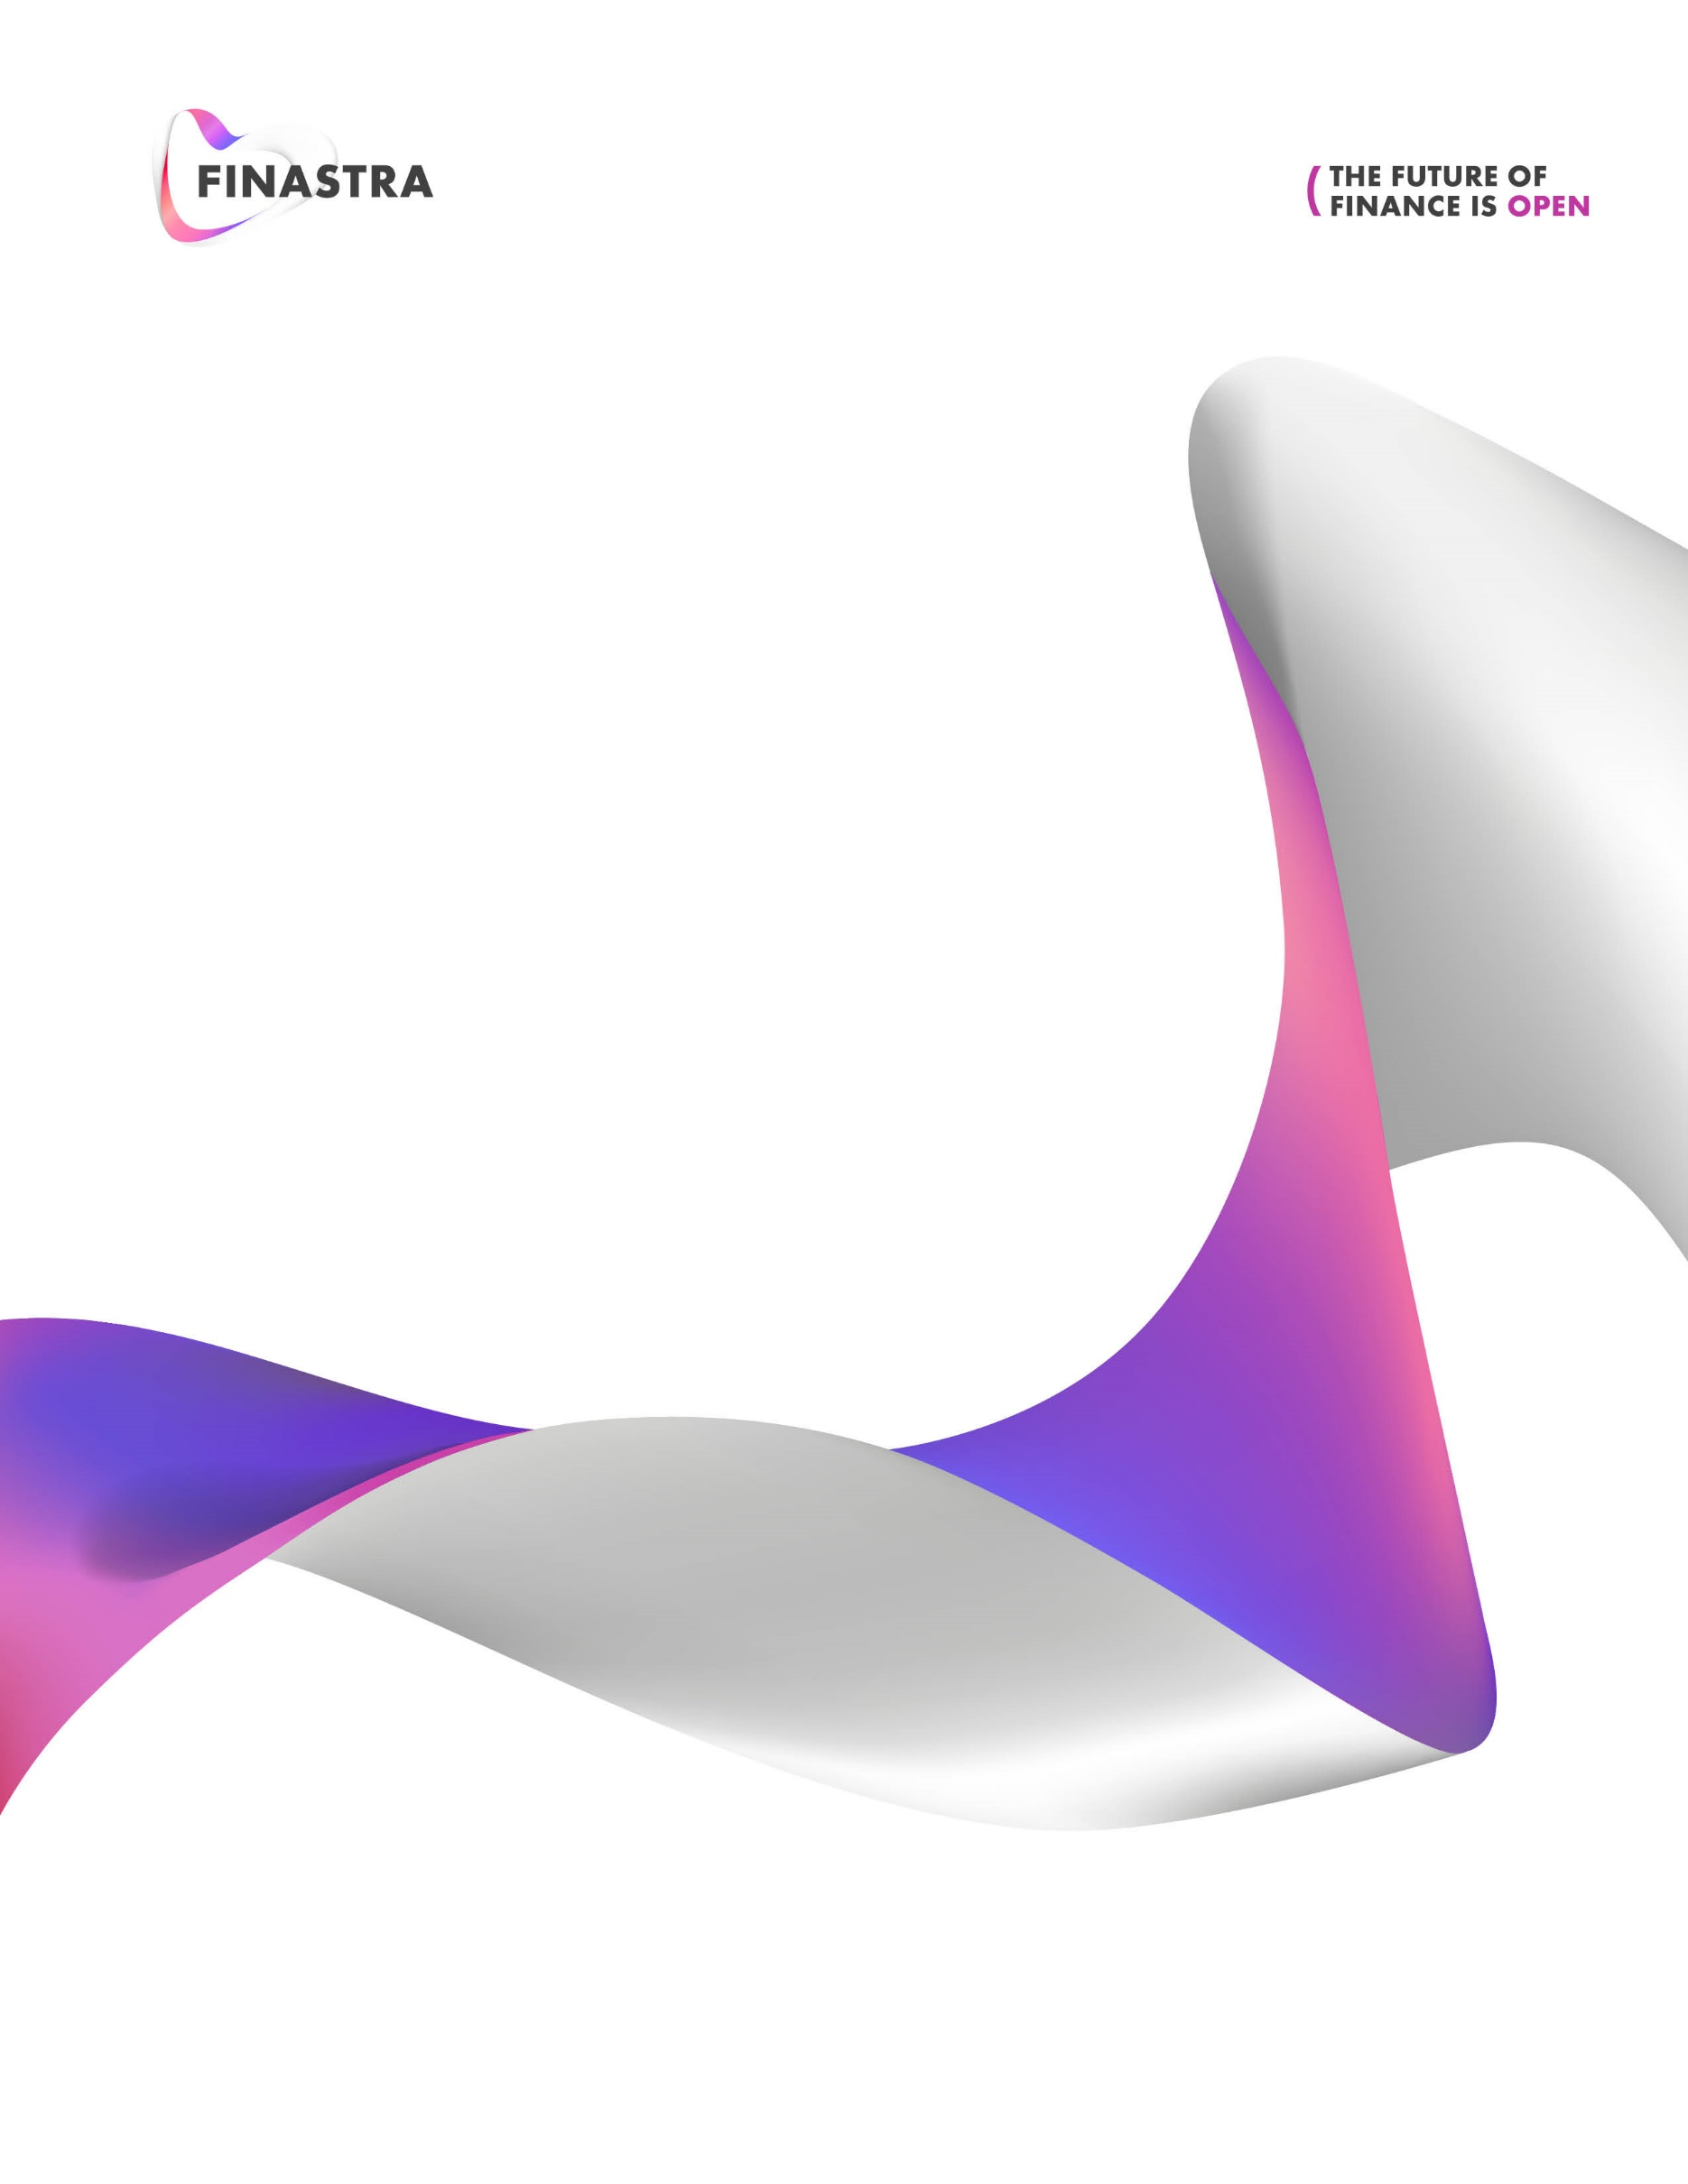 FINASTRA
THE FUTURE OF
FINANCE IS OPEN